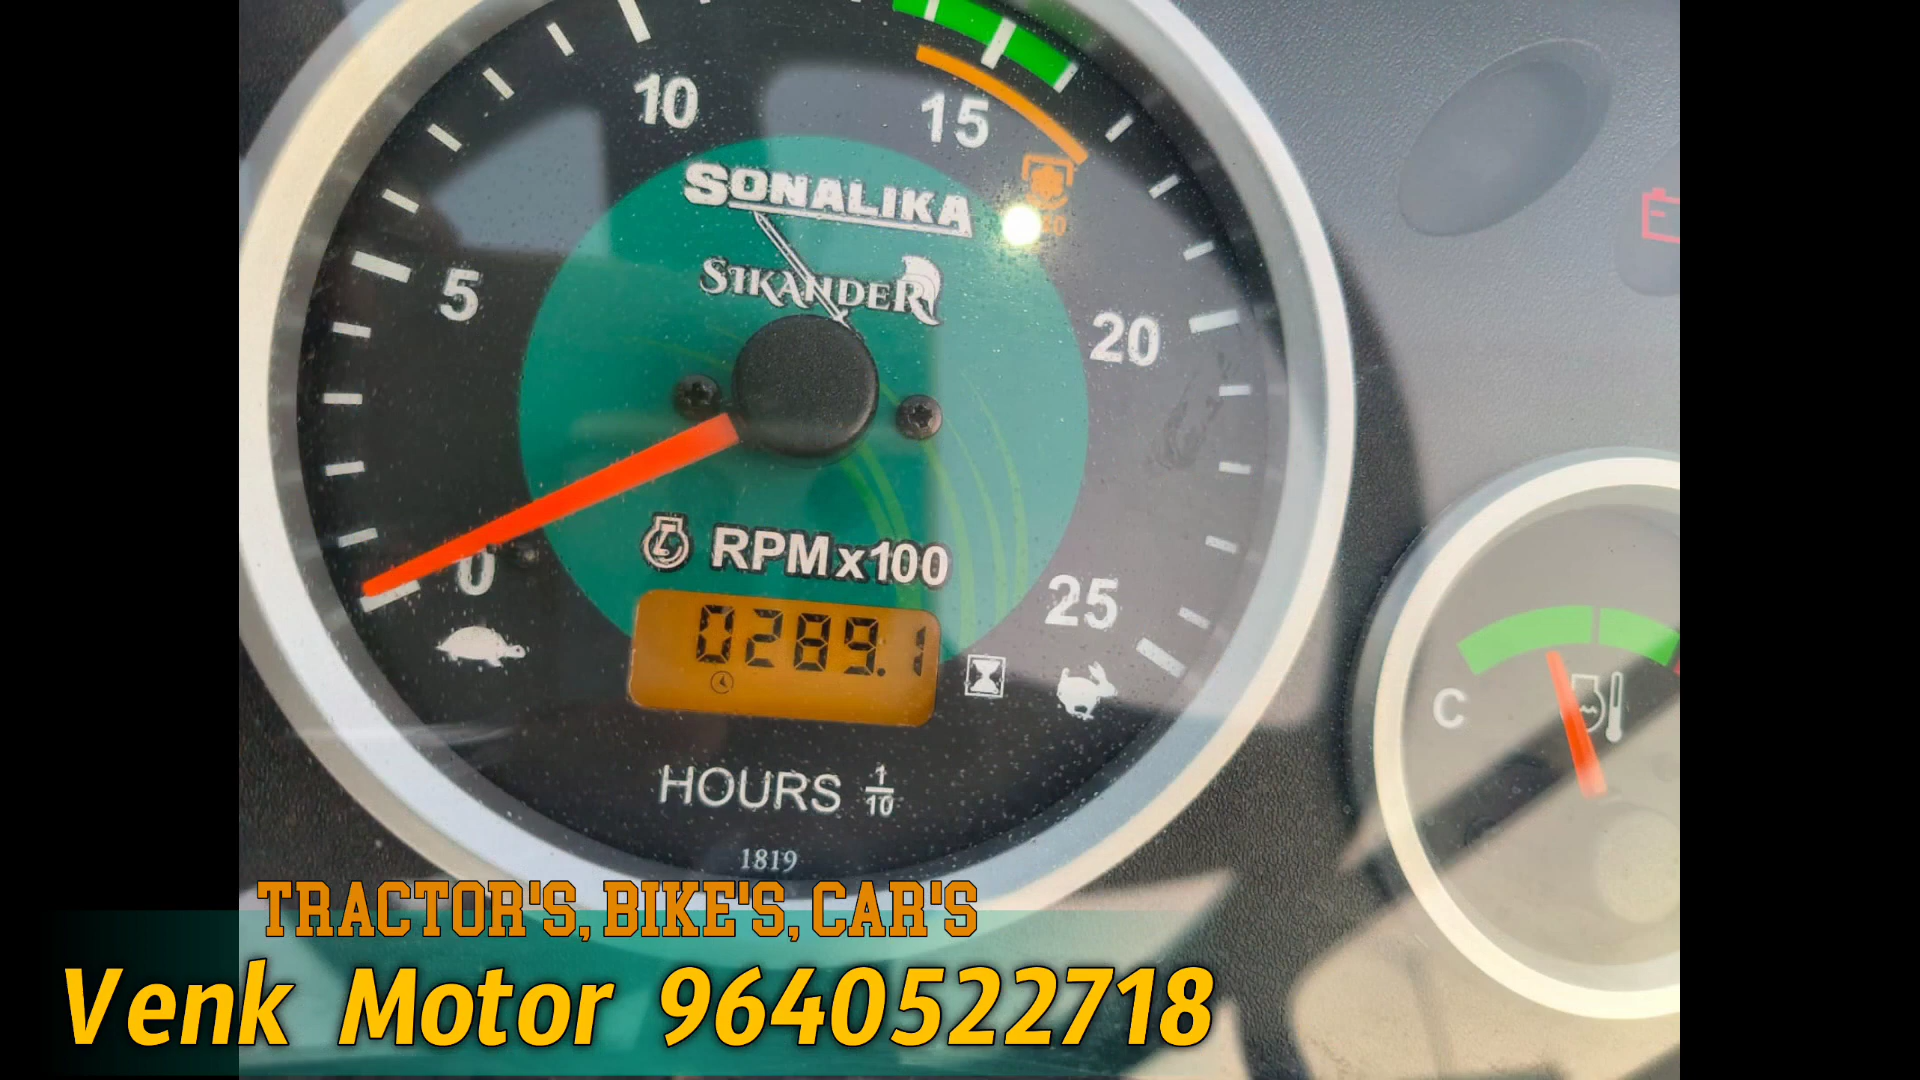 10
15
SONALIKA
SIKANDER
5
20
RPMx100
0
25
0289.1
C
HOURS 1/10
1819
TRACTOR'S, BIKE'S, CAR'S
Venk Motor 9640522718